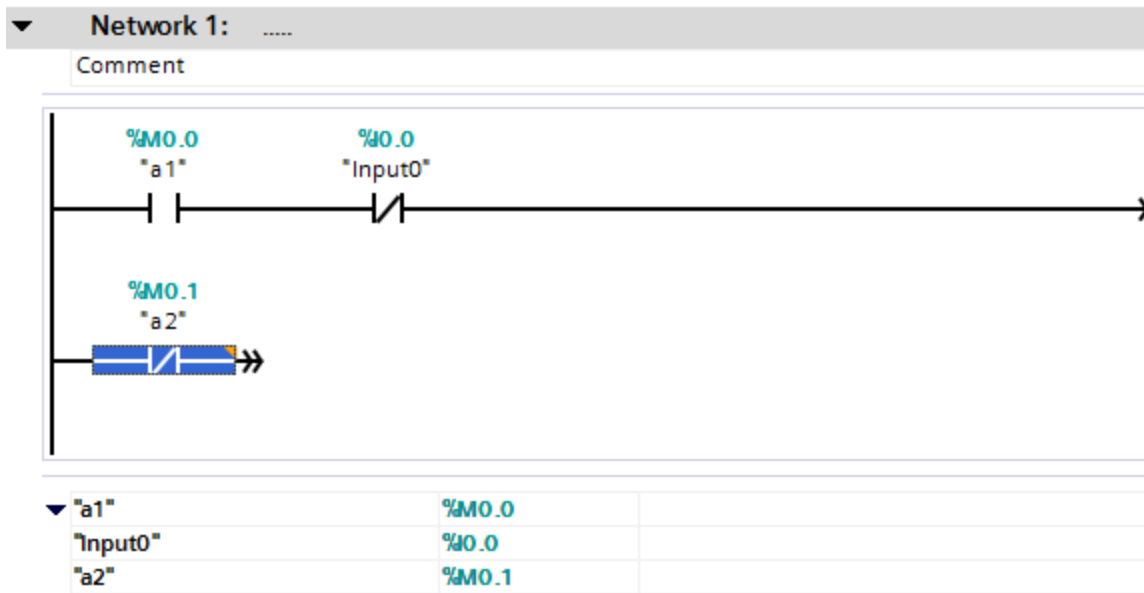 Network 1: .....
Comment
%M0.0 %I0.0
"a1" "Input0"
%M0.1
"a2"
"a1" %M0.0
"Input0" %I0.0
"a2" %M0.1